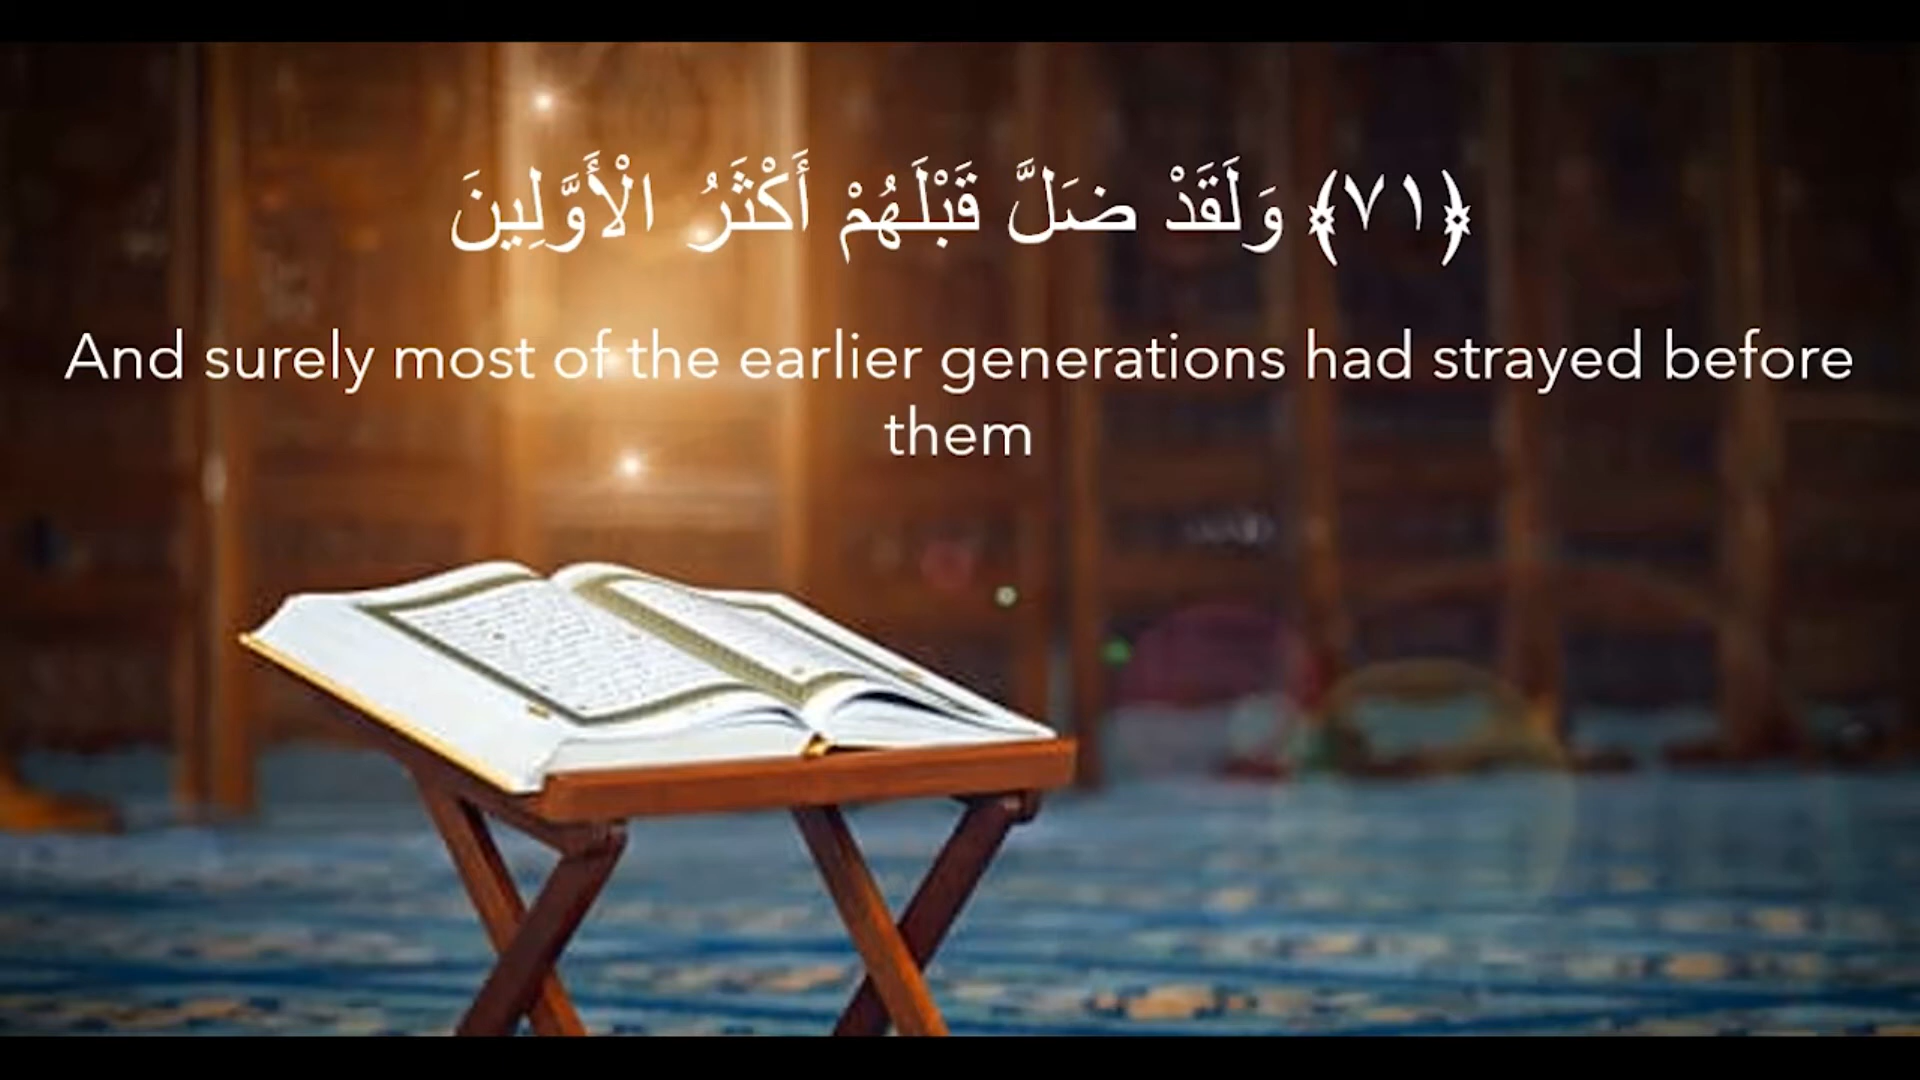 ﴿٧١﴾ وَلَقَدْ ضَلَّ قَبْلَهُمْ أَكْثَرُ الْأَوَّلِينَ
And surely most of the earlier generations had strayed before
them